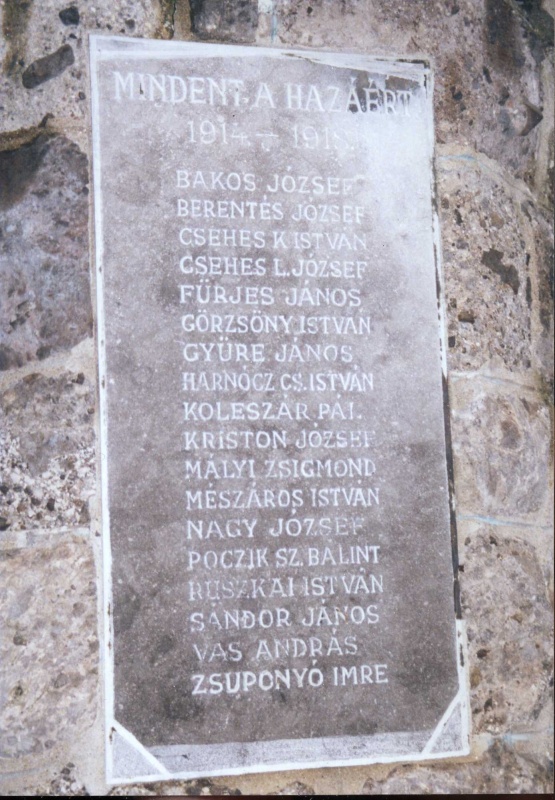 MINDENT A HAZÁÉRT
1914 – 1918.
BAKOS JÓZSEF
BERENTÉS JÓZSEF
CSEHES K. ISTVÁN
CSEHES L. JÓZSEF
FÜRJES JÁNOS
GÖRZSÖNY. ISTVÁN
GYÜRE JÁNOS
HARNÓCZ CS. ISTVÁN
KOLESZÁR PÁL
KRISTON JÓZSEF
MÁLYI ZSIGMOND
MÉSZÁROS ISTVÁN
NAGY JÓZSEF
POCZIK SZ. BÁLINT
RUSZKAI ISTVÁN
SÁNDOR JÁNOS
VAS ANDRÁS
ZSUPONYÓ IMRE